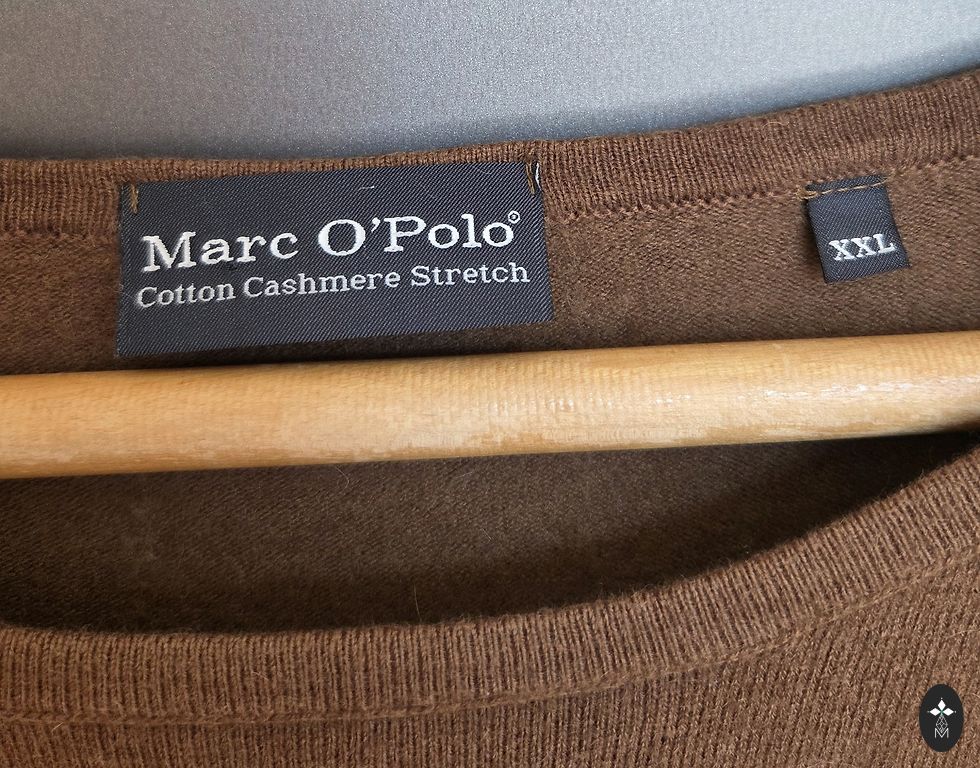 Marc O'Polo®
Cotton Cashmere Stretch
XXL
M